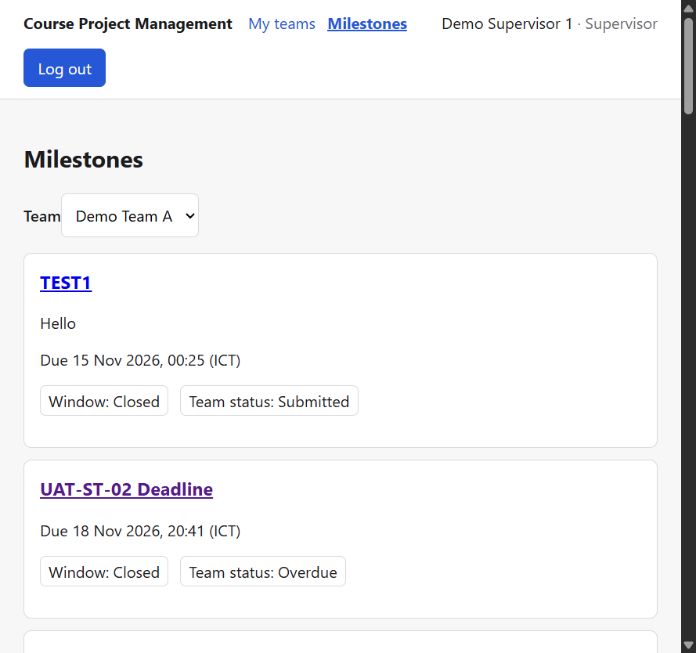 Course Project Management My teams Milestones Demo Supervisor 1 · Supervisor
Log out
Milestones
Team Demo Team A
TEST1
Hello
Due 15 Nov 2026, 00:25 (ICT)
Window: Closed Team status: Submitted
UAT-ST-02 Deadline
Due 18 Nov 2026, 20:41 (ICT)
Window: Closed Team status: Overdue